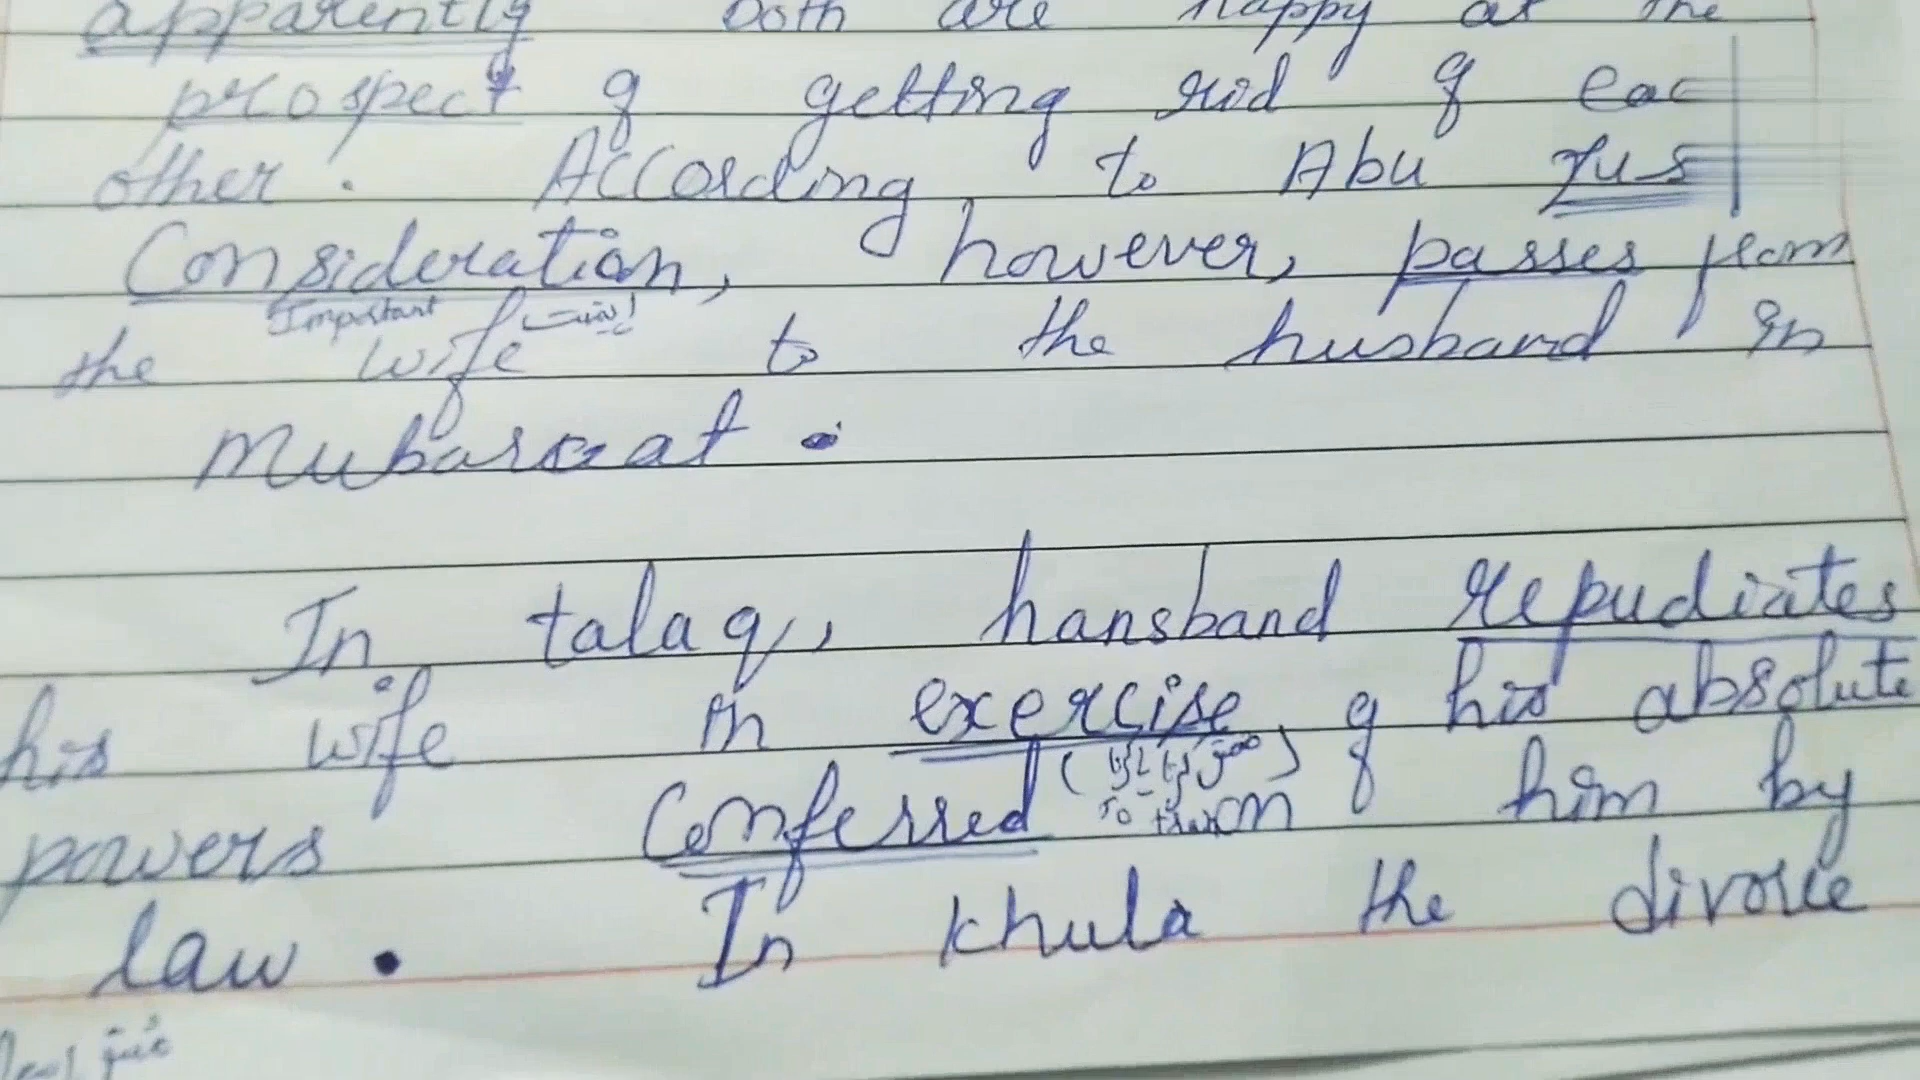 apparently both are happy at the
prospect of getting rid of eac
other. According to Abu Yus
Consideration, however, passes from
Important اہمیت
the wife to the husband in
Mubaraat.
In talaq, hansband repudiates
his wife in exercise of his absolute
powers Conferred on him by
law. In khula the divorce